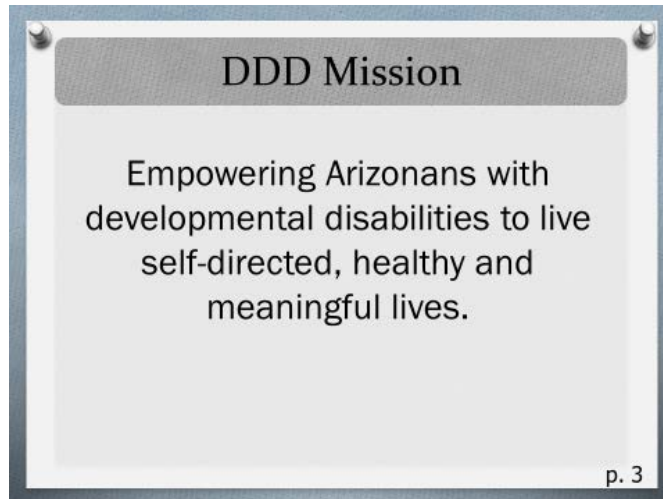 DDD Mission
Empowering Arizonans with
developmental disabilities to live
self-directed, healthy and
meaningful lives.
p. 3